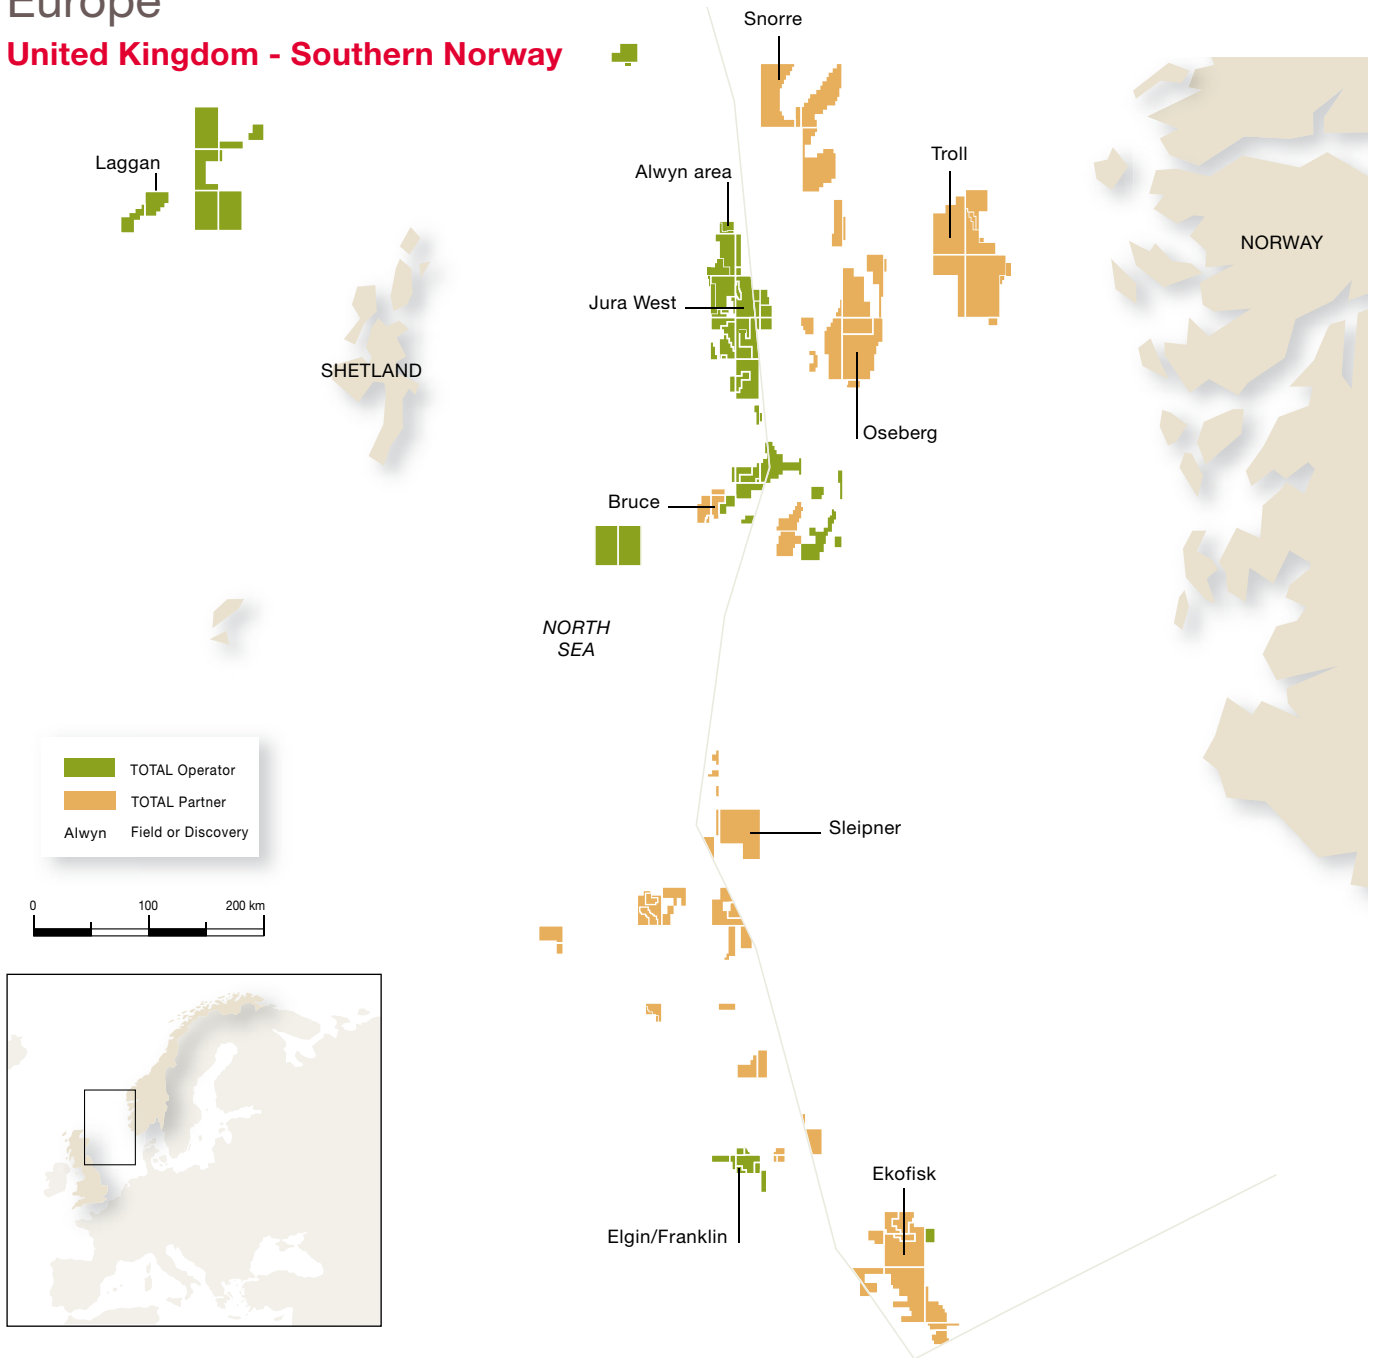 Europe
United Kingdom - Southern Norway
Snorre
Laggan
Alwyn area
Troll
NORWAY
Jura West
SHETLAND
Oseberg
Bruce
NORTH
SEA
TOTAL Operator
TOTAL Partner
Alwyn Field or Discovery
Sleipner
0 100 200 km
Ekofisk
Elgin/Franklin